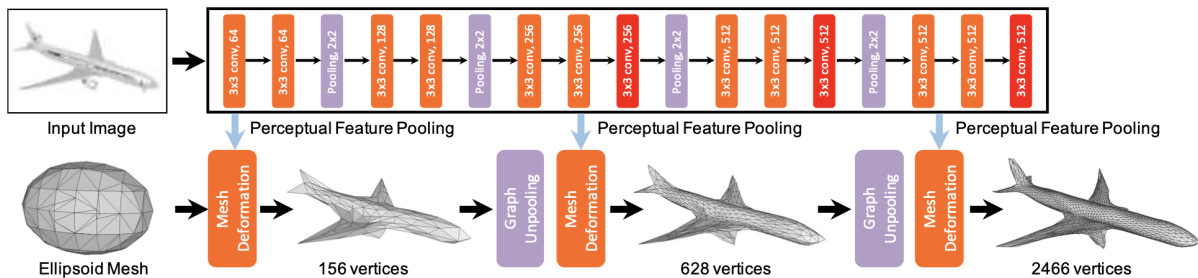 3x3 conv, 64
3x3 conv, 64
Pooling, 2x2
3x3 conv, 128
3x3 conv, 128
Pooling, 2x2
3x3 conv, 256
3x3 conv, 256
3x3 conv, 256
Pooling, 2x2
3x3 conv, 512
3x3 conv, 512
3x3 conv, 512
Pooling, 2x2
3x3 conv, 512
3x3 conv, 512
3x3 conv, 512
Input Image
Perceptual Feature Pooling
Perceptual Feature Pooling
Perceptual Feature Pooling
Mesh
Deformation
Graph
Unpooling
Mesh
Deformation
Graph
Unpooling
Mesh
Deformation
Ellipsoid Mesh
156 vertices
628 vertices
2466 vertices